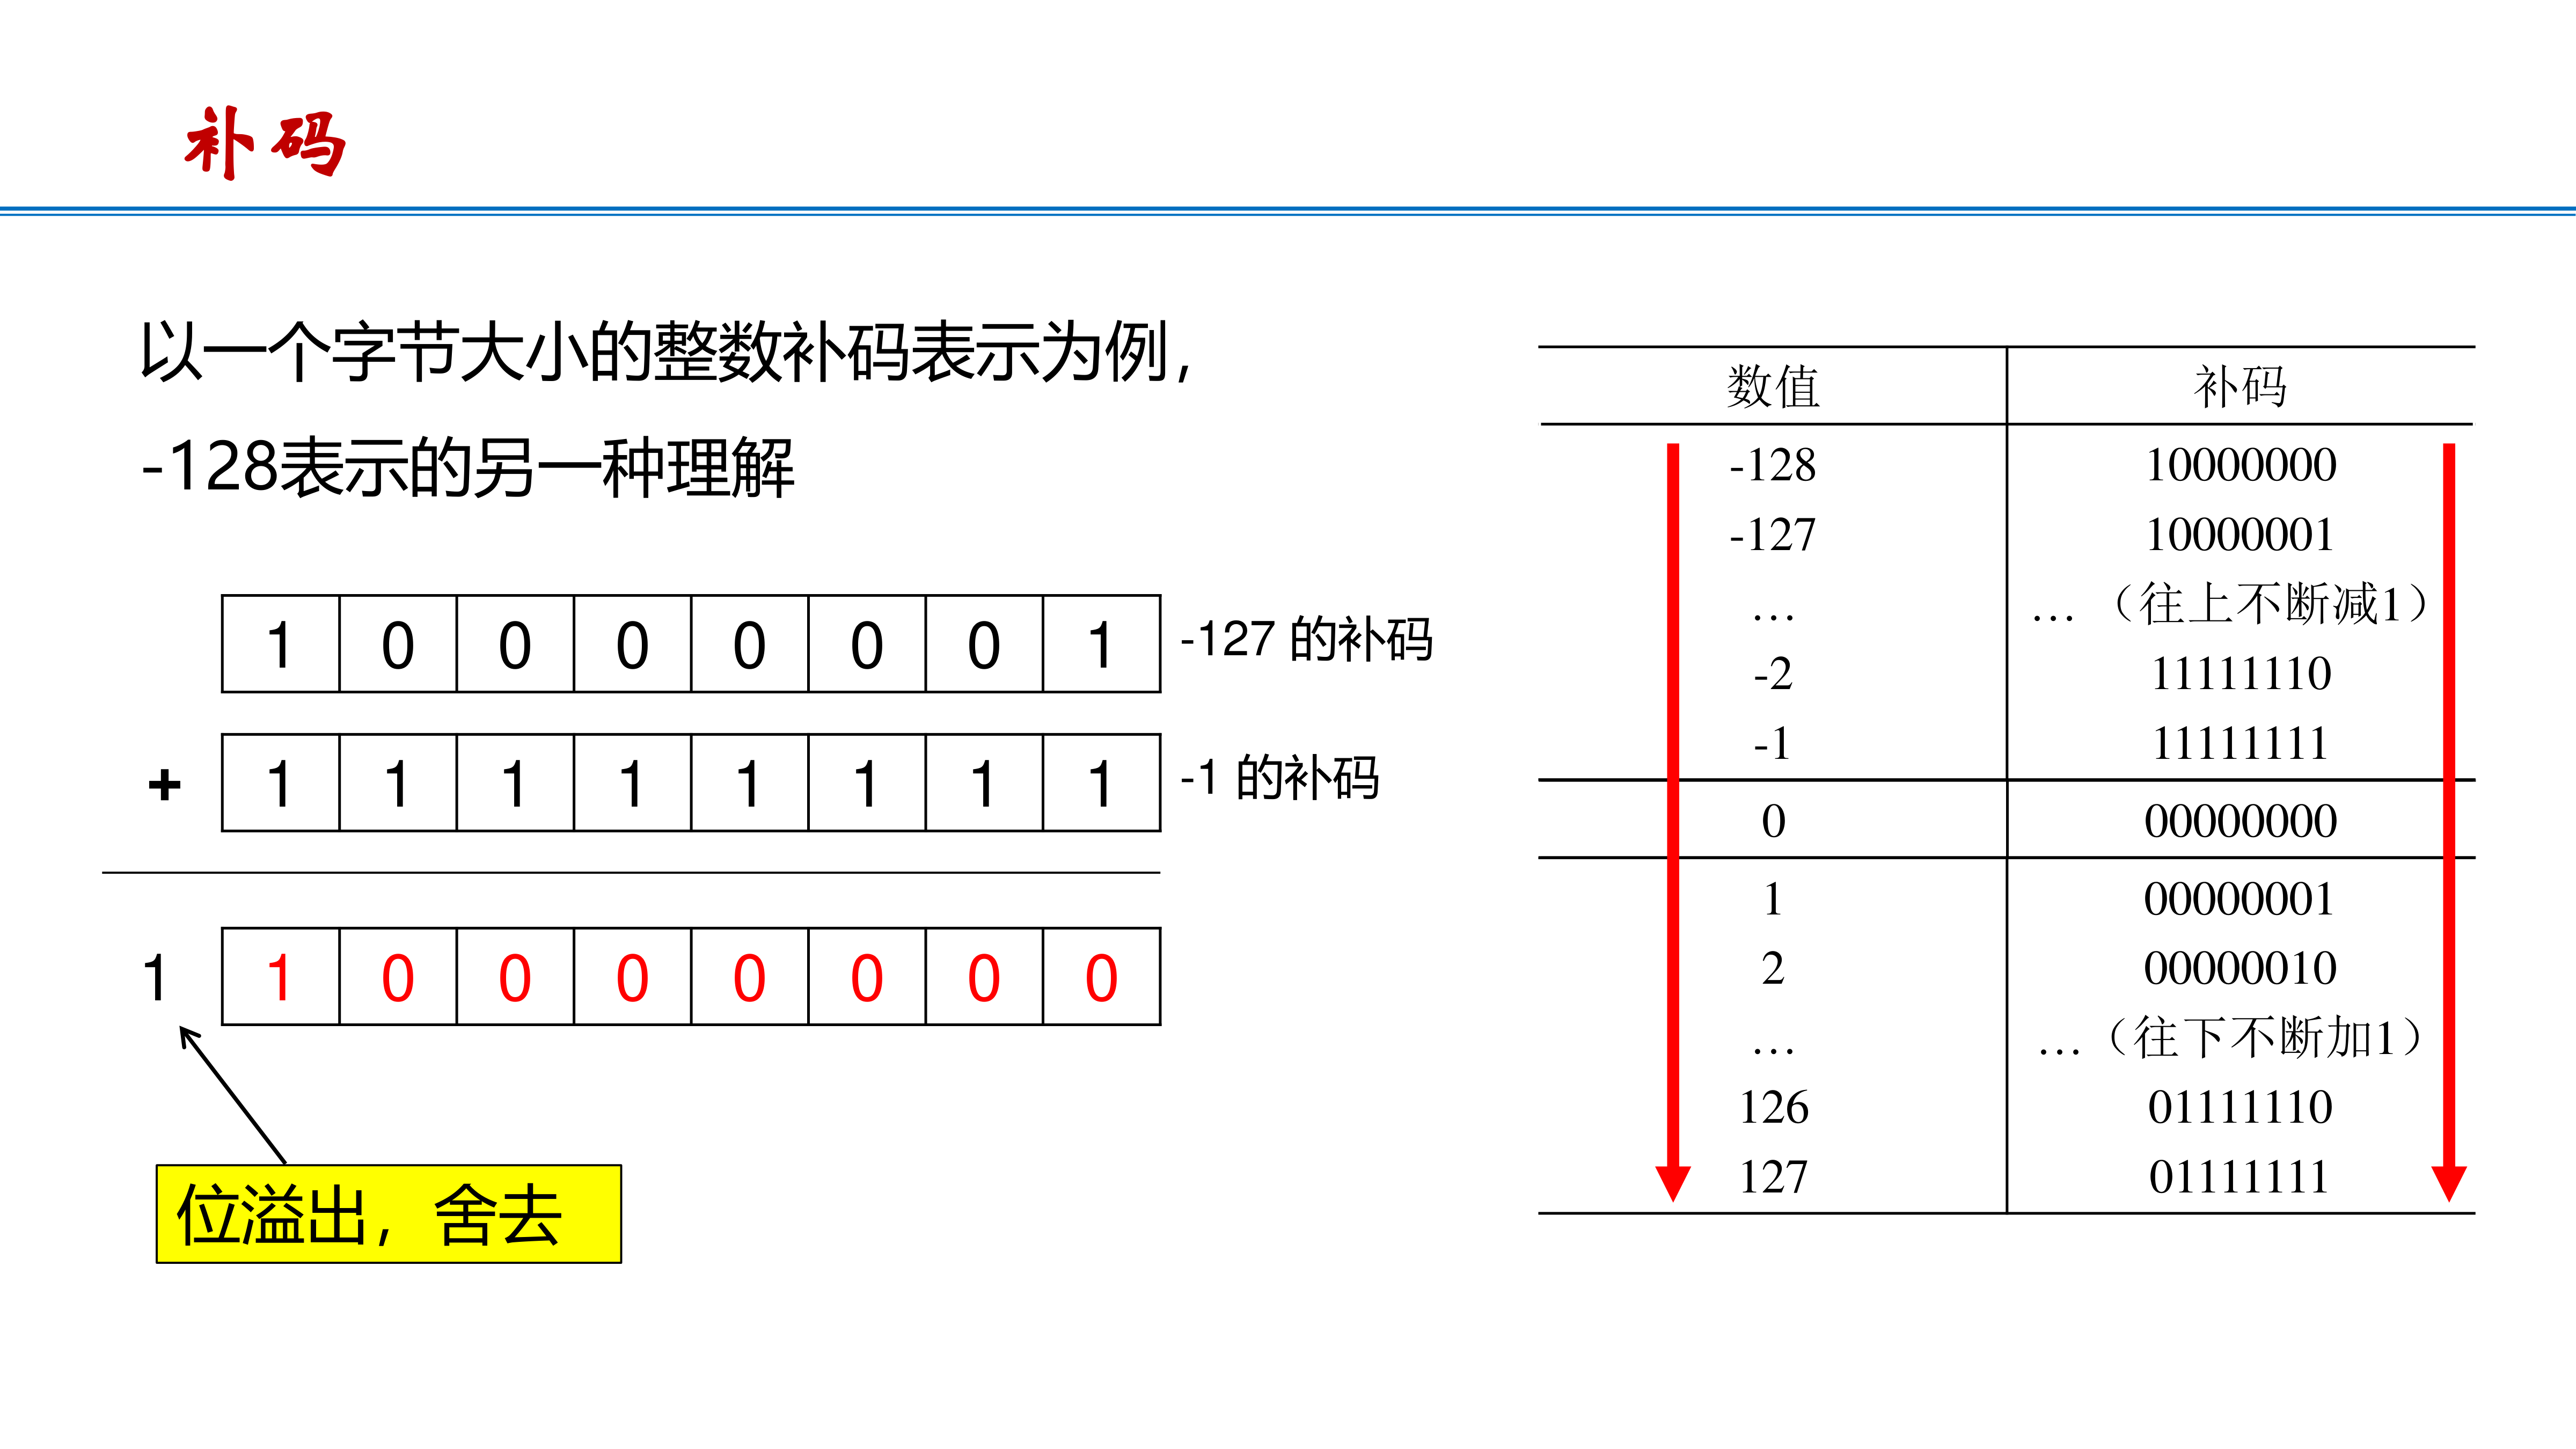 补码
以一个字节大小的整数补码表示为例，
-128表示的另一种理解
1 0 0 0 0 0 0 1 -127 的补码
+ 1 1 1 1 1 1 1 1 -1 的补码
1 1 0 0 0 0 0 0 0
位溢出，舍去
数值 补码
-128 10000000
-127 10000001
… …（往上不断减1）
-2 11111110
-1 11111111
0 00000000
1 00000001
2 00000010
… …（往下不断加1）
126 01111110
127 01111111